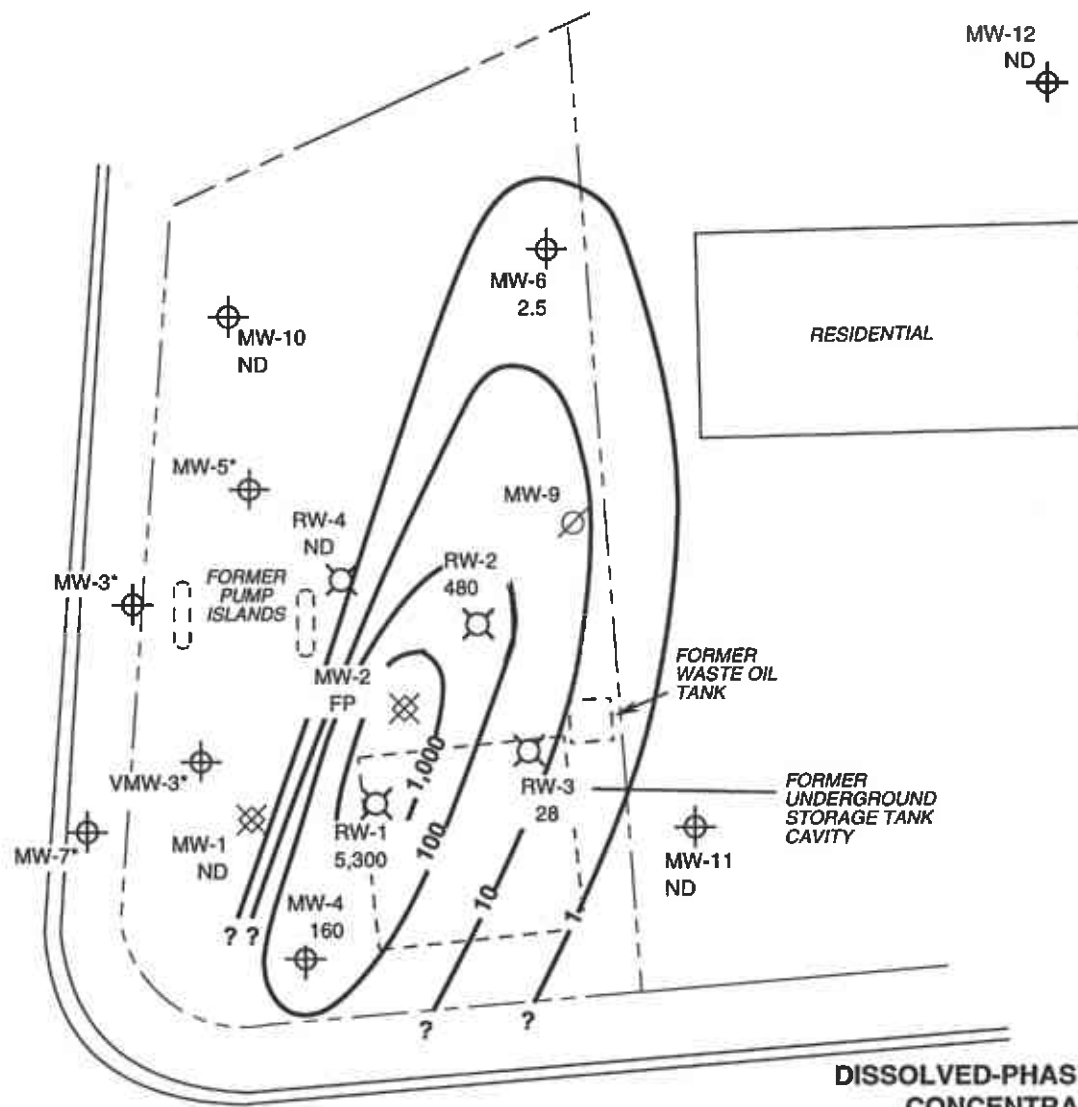 MW-12
ND
MW-6
2.5
RESIDENTIAL
MW-10
ND
MW-5*
MW-9
RW-4
ND
RW-2
480
MW-3*
FORMER
PUMP
ISLANDS
FORMER
WASTE OIL
TANK
MW-2
FP
1,000
VMW-3*
FORMER
UNDERGROUND
STORAGE TANK
CAVITY
RW-3
28
MW-7*
MW-1
ND
RW-1
5,300
100
MW-11
ND
MW-4
160
10
1
? ?
?
?
DISSOLVED-PHAS
CONCENTRA